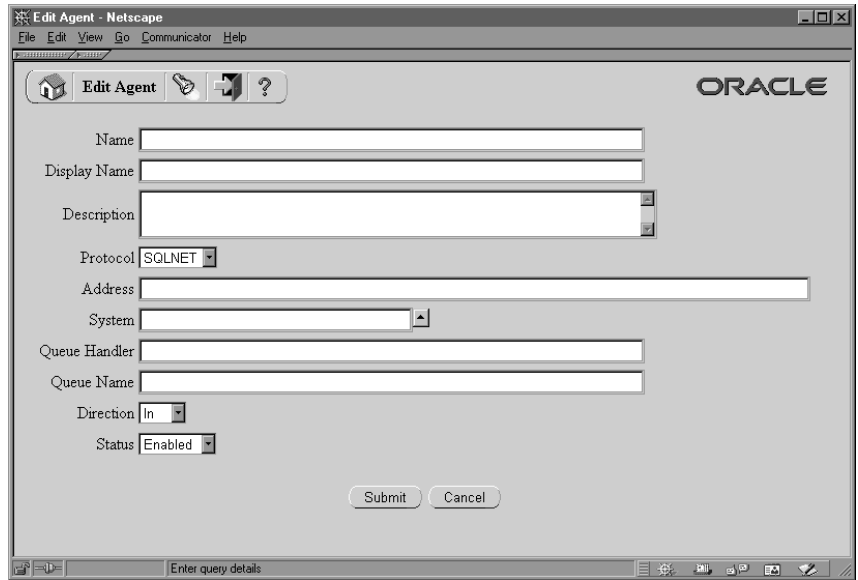 Edit Agent - Netscape
File Edit View Go Communicator Help
Edit Agent ?
ORACLE
Name
Display Name
Description
Protocol SQLNET
Address
System
Queue Handler
Queue Name
Direction In
Status Enabled
Submit Cancel
Enter query details